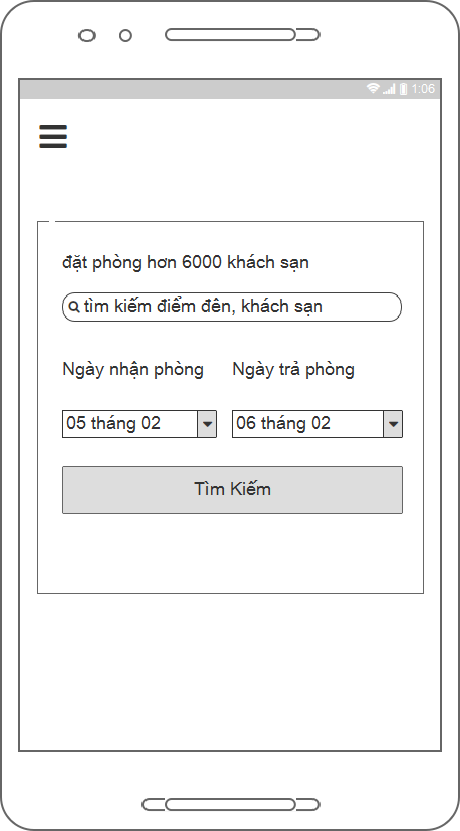 1:06
đặt phòng hơn 6000 khách sạn
tìm kiếm điểm đên, khách sạn
Ngày nhận phòng Ngày trả phòng
05 tháng 02 06 tháng 02
Tìm Kiếm